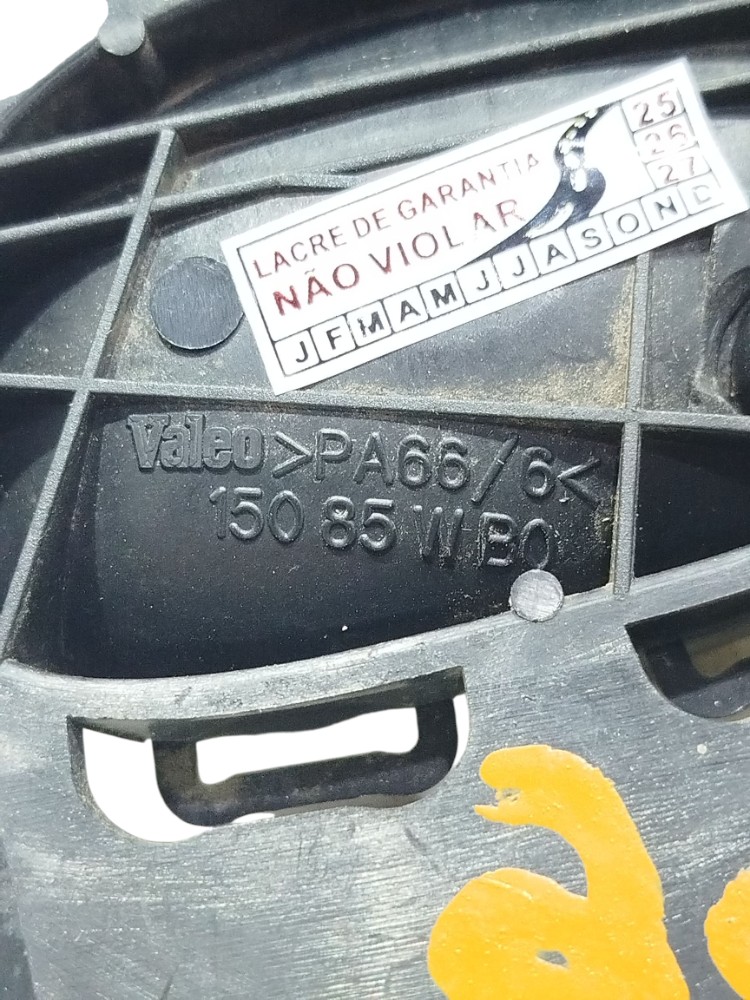 LACRE DE GARANTIA
NÃO VIOLAR
25
26
27
J F M A M J J A S O N D
Valeo >PA66/6<
150 85 W B0